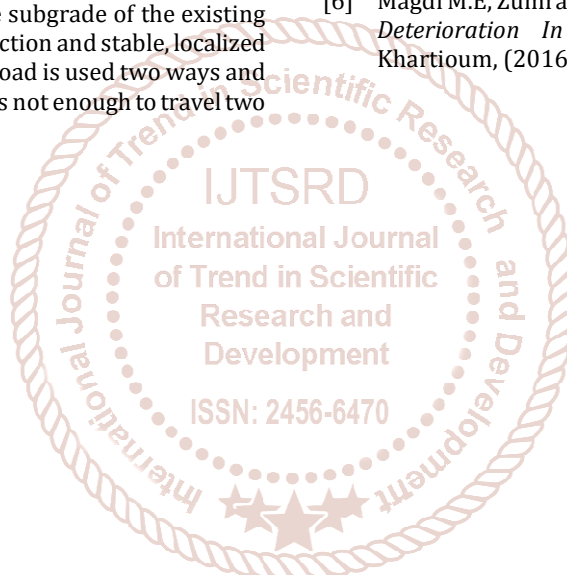 e subgrade of the existing
ction and stable, localized
oad is used two ways and
s not enough to travel two
[6] Magdi M.E, Zumra
Deterioration In
Khartioum, (2016
International Journal of Trend in Scientific Research and Development
IJTSRD
International Journal
of Trend in Scientific
Research and
Development
ISSN: 2456-6470